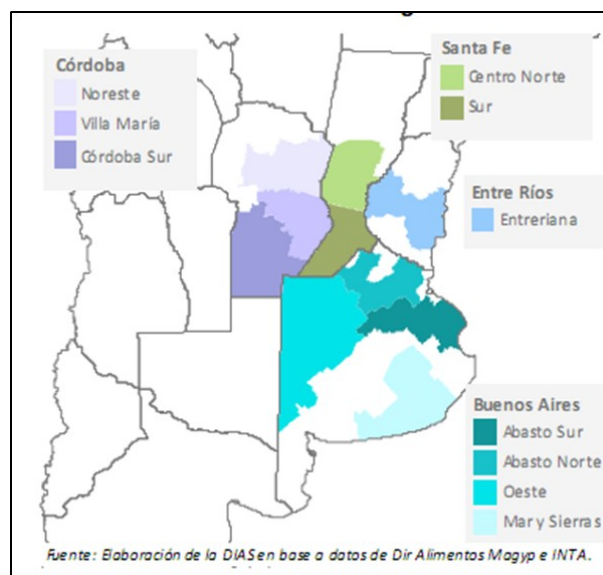 Córdoba
Noreste
Villa María
Córdoba Sur
Santa Fe
Centro Norte
Sur
Entre Ríos
Entreriana
Buenos Aires
Abasto Sur
Abasto Norte
Oeste
Mar y Sierras
Fuente: Elaboración de la DIAS en base a datos de Dir Alimentos Magyp e INTA.